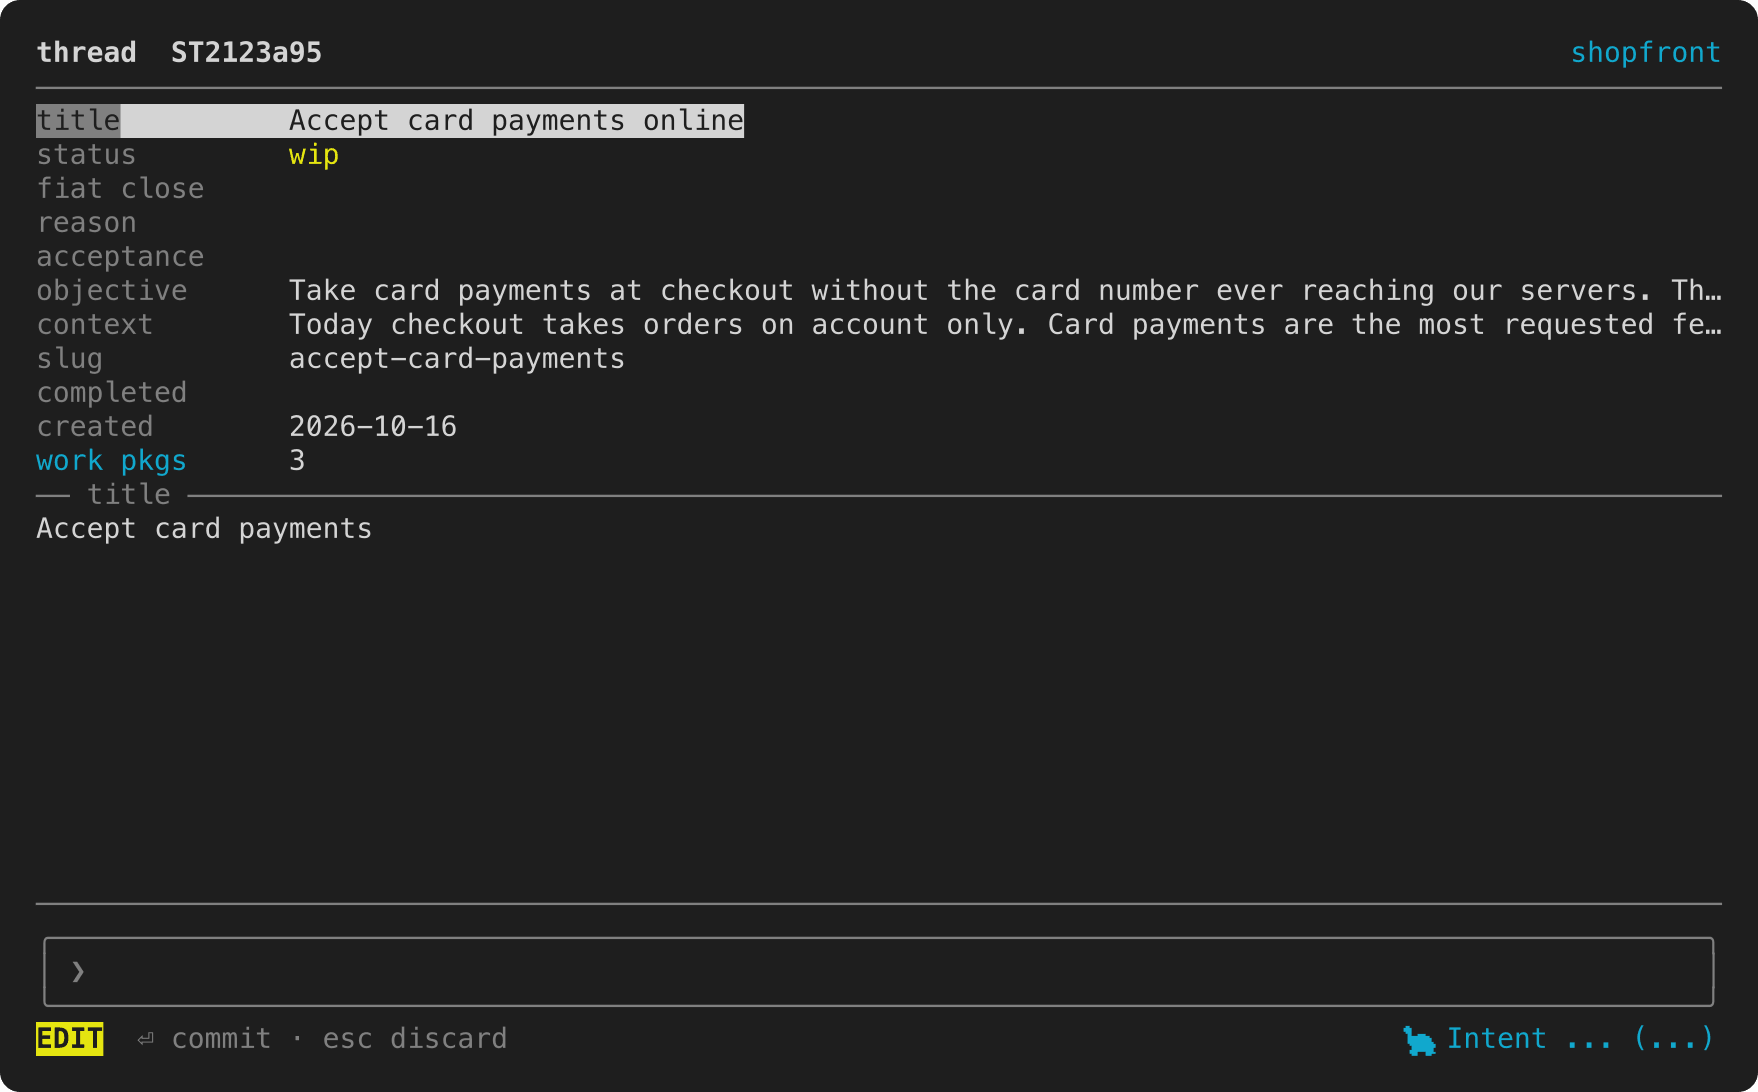 thread ST2123a95 shopfront
title Accept card payments online
status wip
fiat close
reason
acceptance
objective Take card payments at checkout without the card number ever reaching our servers. Th…
context Today checkout takes orders on account only. Card payments are the most requested fe…
slug accept-card-payments
completed
created 2026-10-16
work pkgs 3
title
Accept card payments
❯
EDIT ⏎ commit · esc discard Intent ... (...)